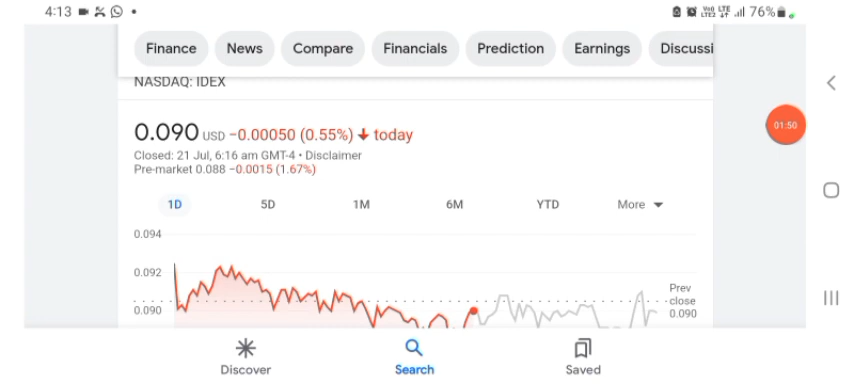 4:13 76%
Vo)) LTE
LTE2
Finance News Compare Financials Prediction Earnings Discussi
NASDAQ: IDEX
01:50
0.090 USD −0.00050 (0.55%) ↓ today
Closed: 21 Jul, 6:16 am GMT-4 • Disclaimer
Pre-market 0.088 −0.0015 (1.67%)
1D 5D 1M 6M YTD More
0.094
0.092
0.090
Prev
close
0.090
Discover Search Saved